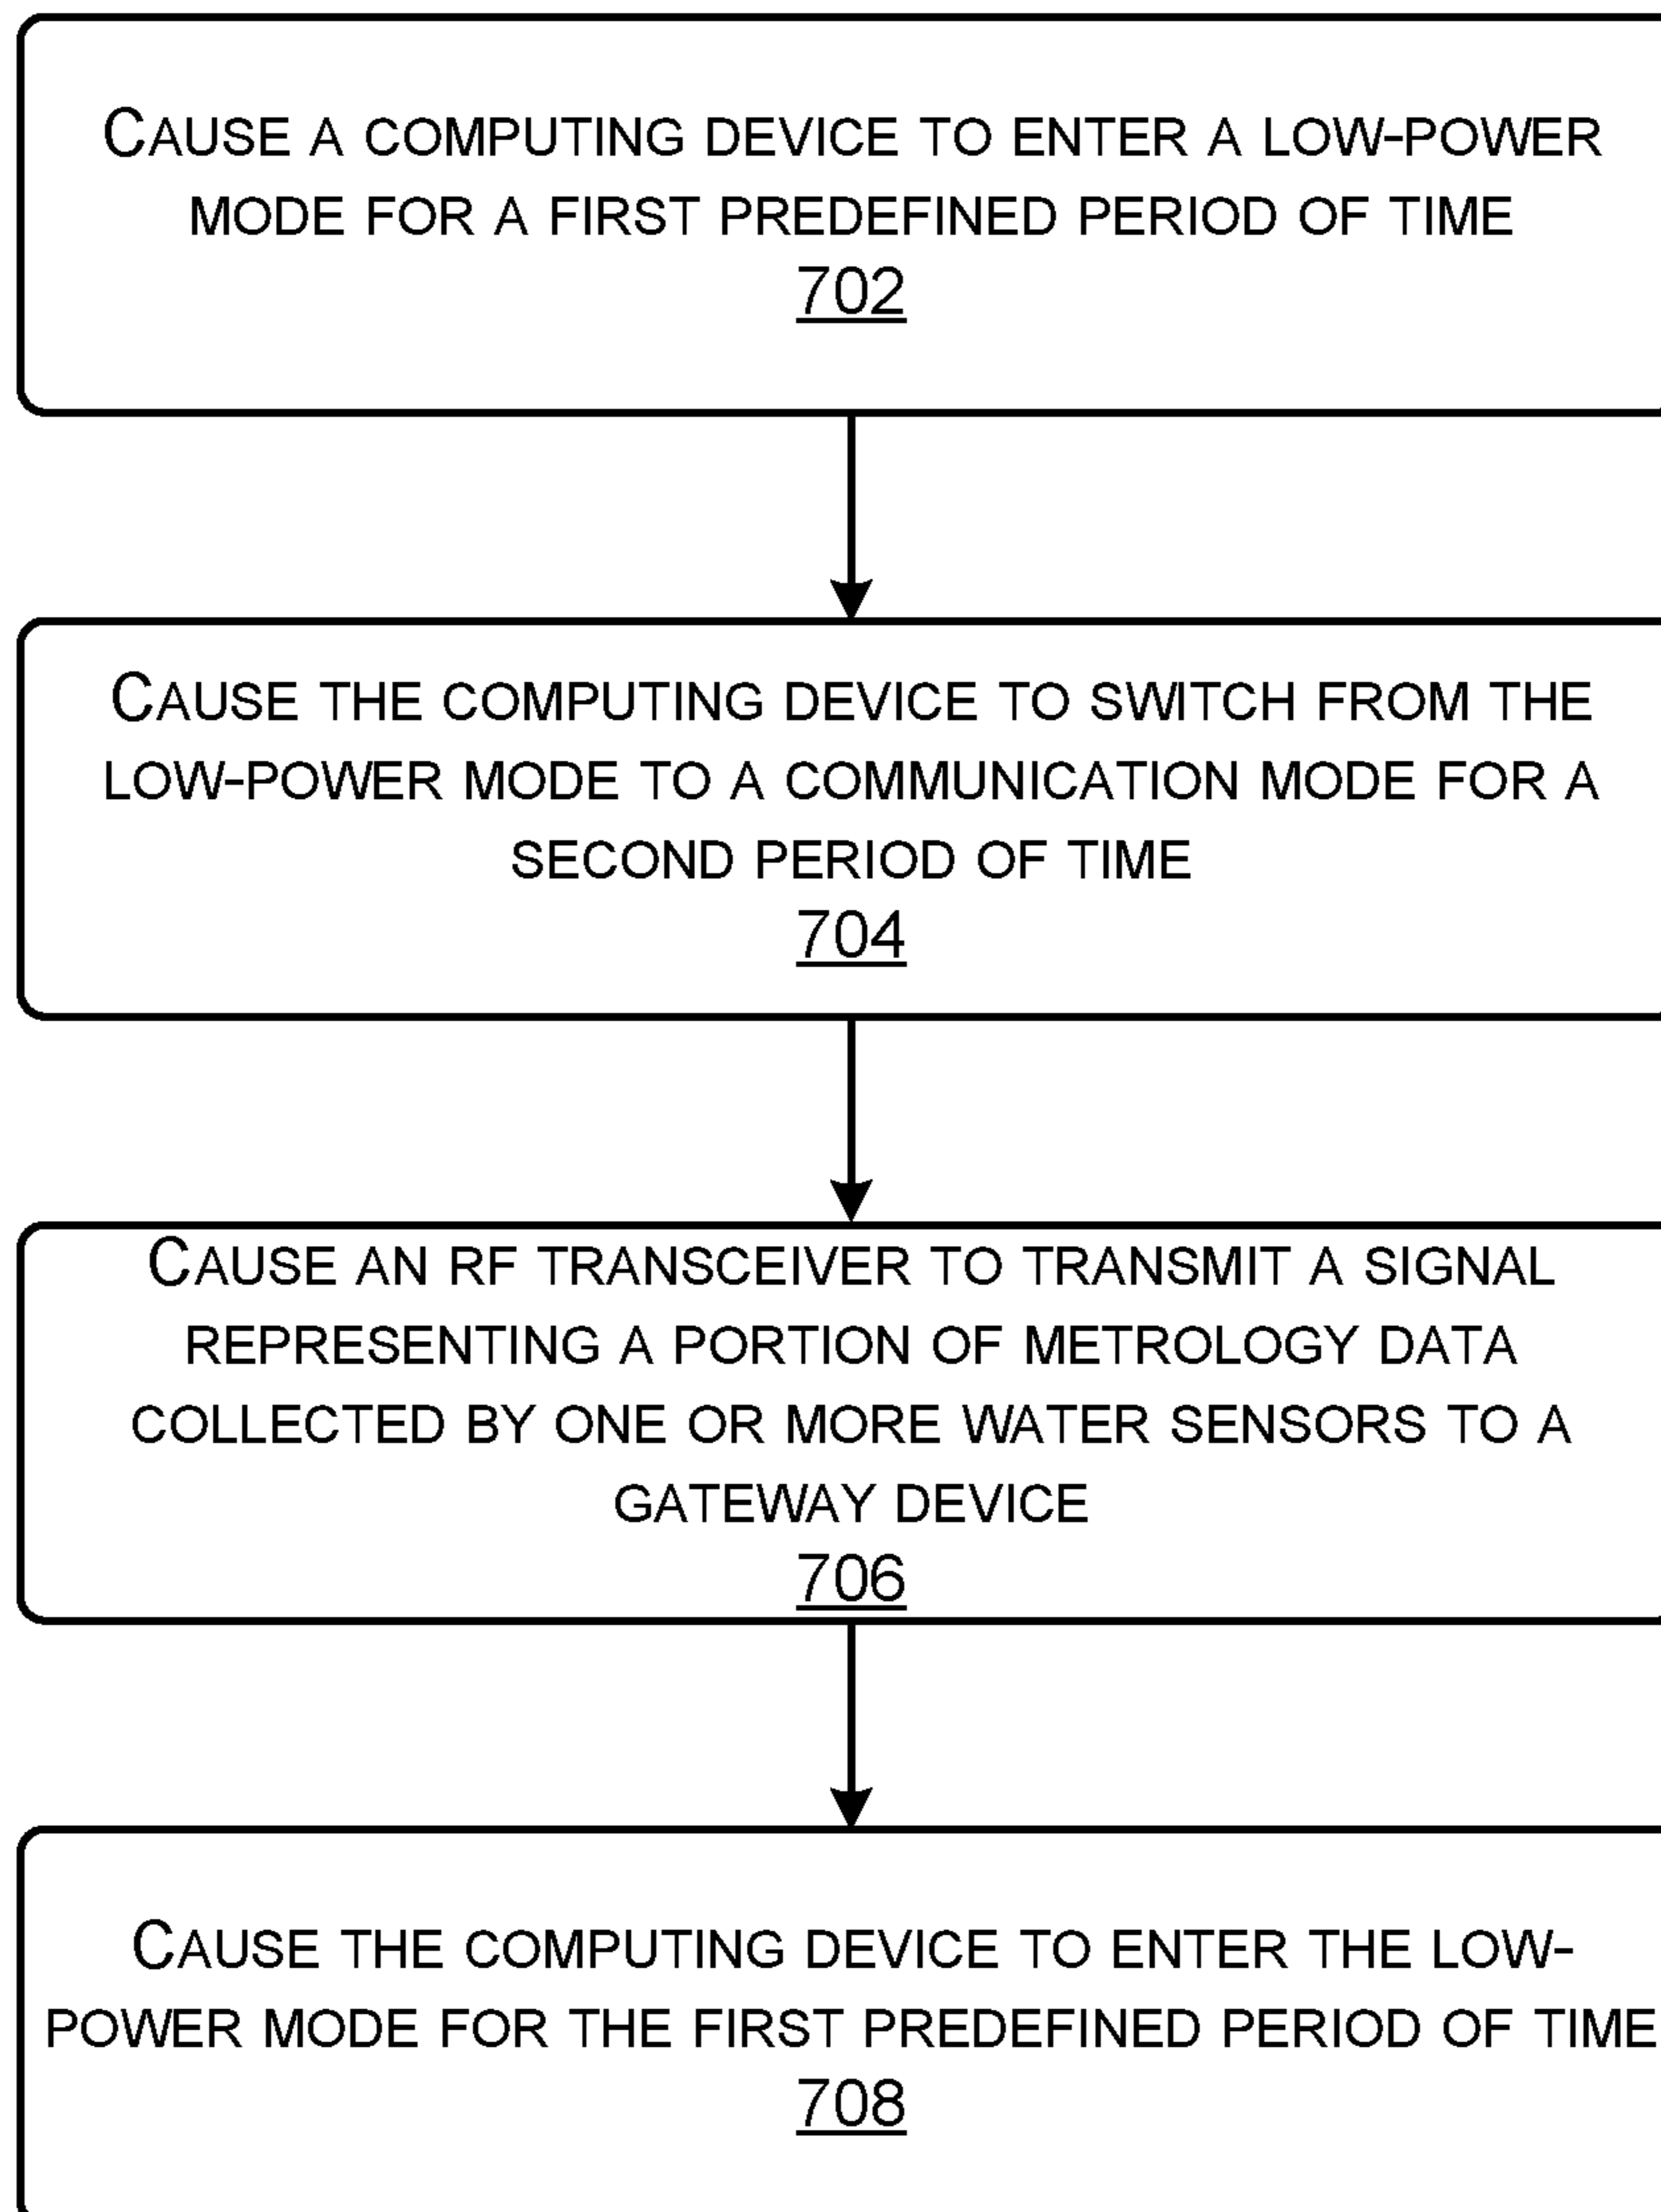 CAUSE A COMPUTING DEVICE TO ENTER A LOW-POWER
MODE FOR A FIRST PREDEFINED PERIOD OF TIME
702
CAUSE THE COMPUTING DEVICE TO SWITCH FROM THE
LOW-POWER MODE TO A COMMUNICATION MODE FOR A
SECOND PERIOD OF TIME
704
CAUSE AN RF TRANSCEIVER TO TRANSMIT A SIGNAL
REPRESENTING A PORTION OF METROLOGY DATA
COLLECTED BY ONE OR MORE WATER SENSORS TO A
GATEWAY DEVICE
706
CAUSE THE COMPUTING DEVICE TO ENTER THE LOW-
POWER MODE FOR THE FIRST PREDEFINED PERIOD OF TIME
708